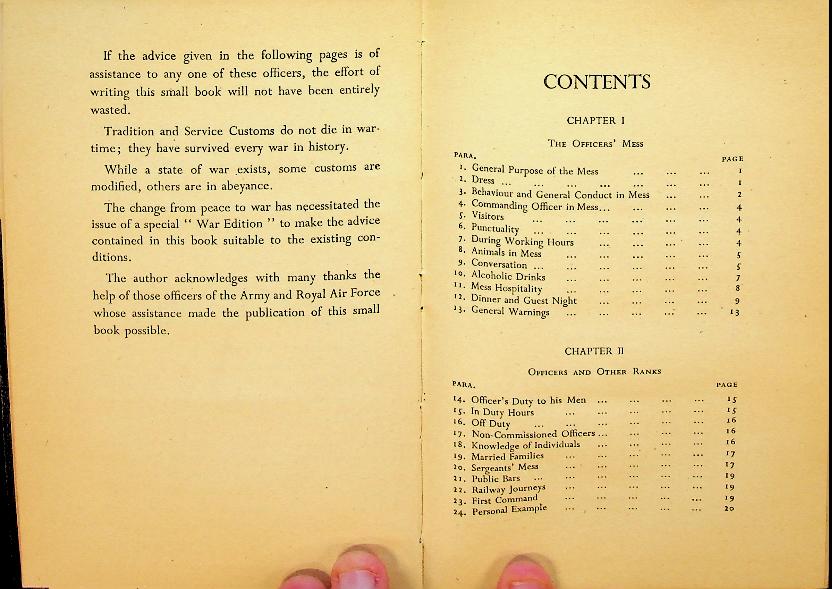 If the advice given in the following pages is of
assistance to any one of these officers, the effort of
writing this small book will not have been entirely
wasted.
Tradition and Service Customs do not die in war-
time; they have survived every war in history.
While a state of war exists, some customs are
modified, others are in abeyance.
The change from peace to war has necessitated the
issue of a special “ War Edition ” to make the advice
contained in this book suitable to the existing con-
ditions.
The author acknowledges with many thanks the
help of those officers of the Army and Royal Air Force
whose assistance made the publication of this small
book possible.
CONTENTS
CHAPTER I
The Officers’ Mess
PARA. PAGE
1. General Purpose of the Mess ... ... ... 1
2. Dress ... ... ... ... ... ... 1
3. Behaviour and General Conduct in Mess ... ... 2
4. Commanding Officer in Mess... ... ... ... 4
5. Visitors ... ... ... ... ... 4
6. Punctuality ... ... ... ... ... 4
7. During Working Hours ... ... ... ... 4
8. Animals in Mess ... ... ... ... ... 5
9. Conversation ... ... ... ... ... 5
10. Alcoholic Drinks ... ... ... ... ... 7
11. Mess Hospitality ... ... ... ... ... 8
12. Dinner and Guest Night ... ... ... ... 9
13. General Warnings ... ... ... ... ... 13
CHAPTER II
Officers and Other Ranks
PARA. PAGE
14. Officer’s Duty to his Men ... ... ... ... 15
15. In Duty Hours ... ... ... ... ... 15
16. Off Duty ... ... ... ... ... 16
17. Non-Commissioned Officers ... ... ... ... 16
18. Knowledge of Individuals ... ... ... ... 16
19. Married Families ... ... ... ... ... 17
20. Sergeants’ Mess ... ... ... ... ... 17
21. Public Bars ... ... ... ... ... ... 19
22. Railway Journeys ... ... ... ... ... 19
23. First Command ... ... ... ... ... 19
24. Personal Example ... ... ... ... ... 20